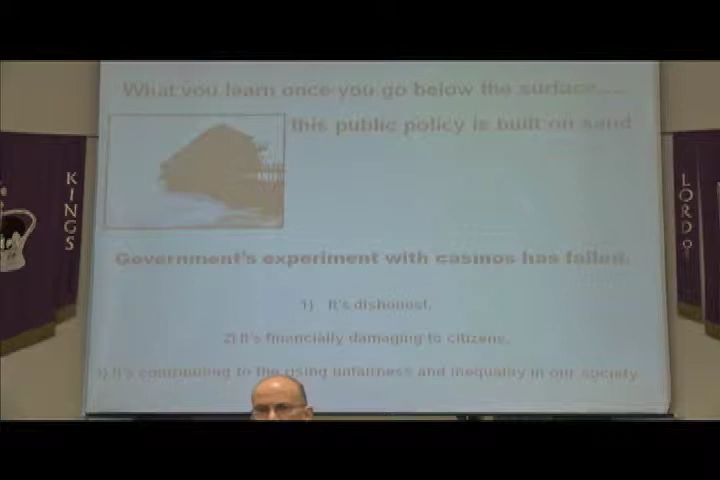 What you learn once you go below the surface....
this public policy is built on sand
Government's experiment with casinos has failed.
1) It's dishonest.
2) It's financially damaging to citizens.
3) It's contributing to the rising unfairness and inequality in our society
KINGS
LORD OF